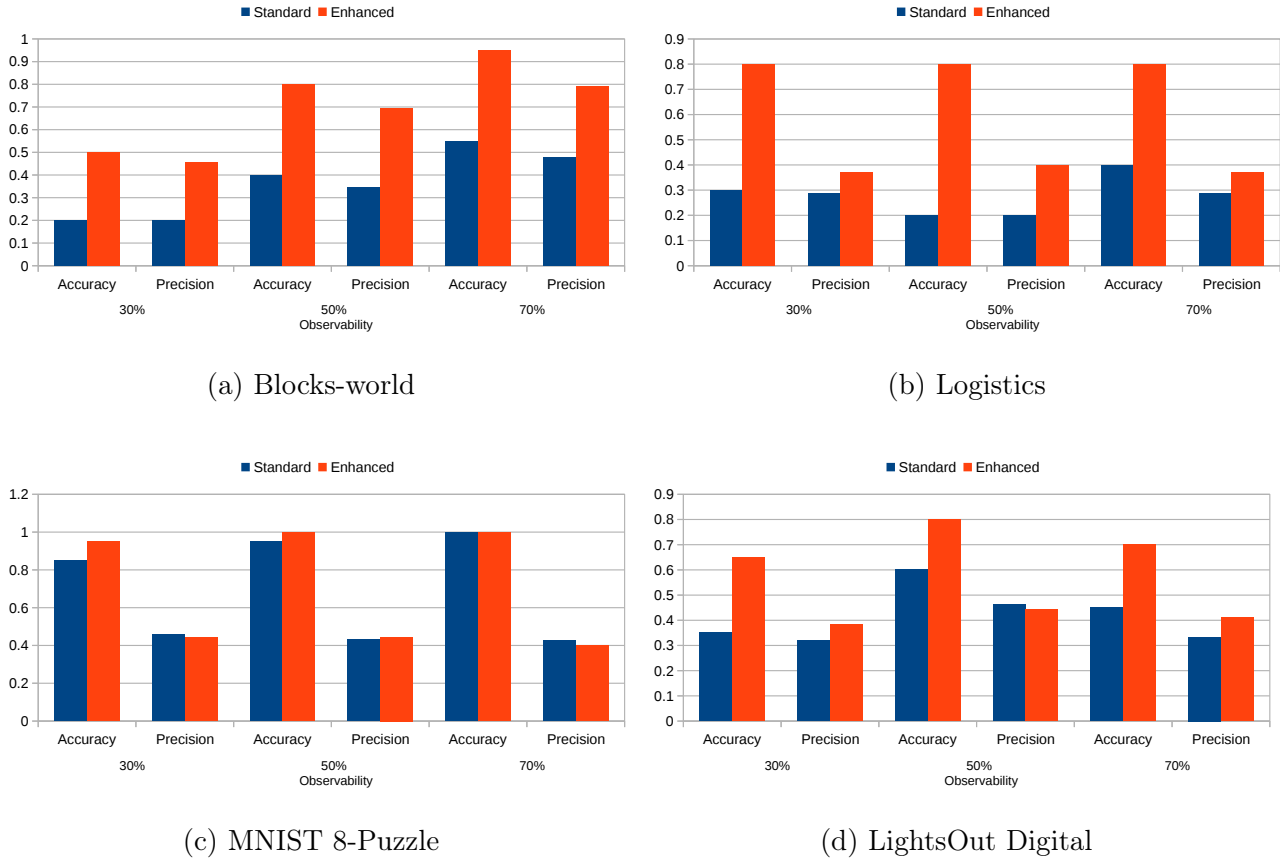 Standard Enhanced
1
0.9
0.8
0.7
0.6
0.5
0.4
0.3
0.2
0.1
0
Accuracy Precision Accuracy Precision Accuracy Precision
30% 50% 70%
Observability
(a) Blocks-world
Standard Enhanced
0.9
0.8
0.7
0.6
0.5
0.4
0.3
0.2
0.1
0
Accuracy Precision Accuracy Precision Accuracy Precision
30% 50% 70%
Observability
(b) Logistics
Standard Enhanced
1.2
1
0.8
0.6
0.4
0.2
0
Accuracy Precision Accuracy Precision Accuracy Precision
30% 50% 70%
Observability
(c) MNIST 8-Puzzle
Standard Enhanced
0.9
0.8
0.7
0.6
0.5
0.4
0.3
0.2
0.1
0
Accuracy Precision Accuracy Precision Accuracy Precision
30% 50% 70%
Observability
(d) LightsOut Digital